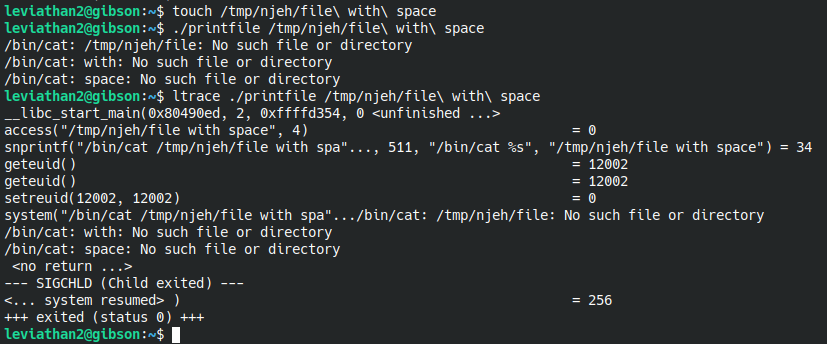 leviathan2@gibson:~$ touch /tmp/njeh/file\ with\ space
leviathan2@gibson:~$ ./printfile /tmp/njeh/file\ with\ space
/bin/cat: /tmp/njeh/file: No such file or directory
/bin/cat: with: No such file or directory
/bin/cat: space: No such file or directory
leviathan2@gibson:~$ ltrace ./printfile /tmp/njeh/file\ with\ space
__libc_start_main(0x80490ed, 2, 0xffffd354, 0 <unfinished ...>
access("/tmp/njeh/file with space", 4) = 0
snprintf("/bin/cat /tmp/njeh/file with spa"..., 511, "/bin/cat %s", "/tmp/njeh/file with space") = 34
geteuid() = 12002
geteuid() = 12002
setreuid(12002, 12002) = 0
system("/bin/cat /tmp/njeh/file with spa".../bin/cat: /tmp/njeh/file: No such file or directory
/bin/cat: with: No such file or directory
/bin/cat: space: No such file or directory
 <no return ...>
--- SIGCHLD (Child exited) ---
<... system resumed> ) = 256
+++ exited (status 0) +++
leviathan2@gibson:~$